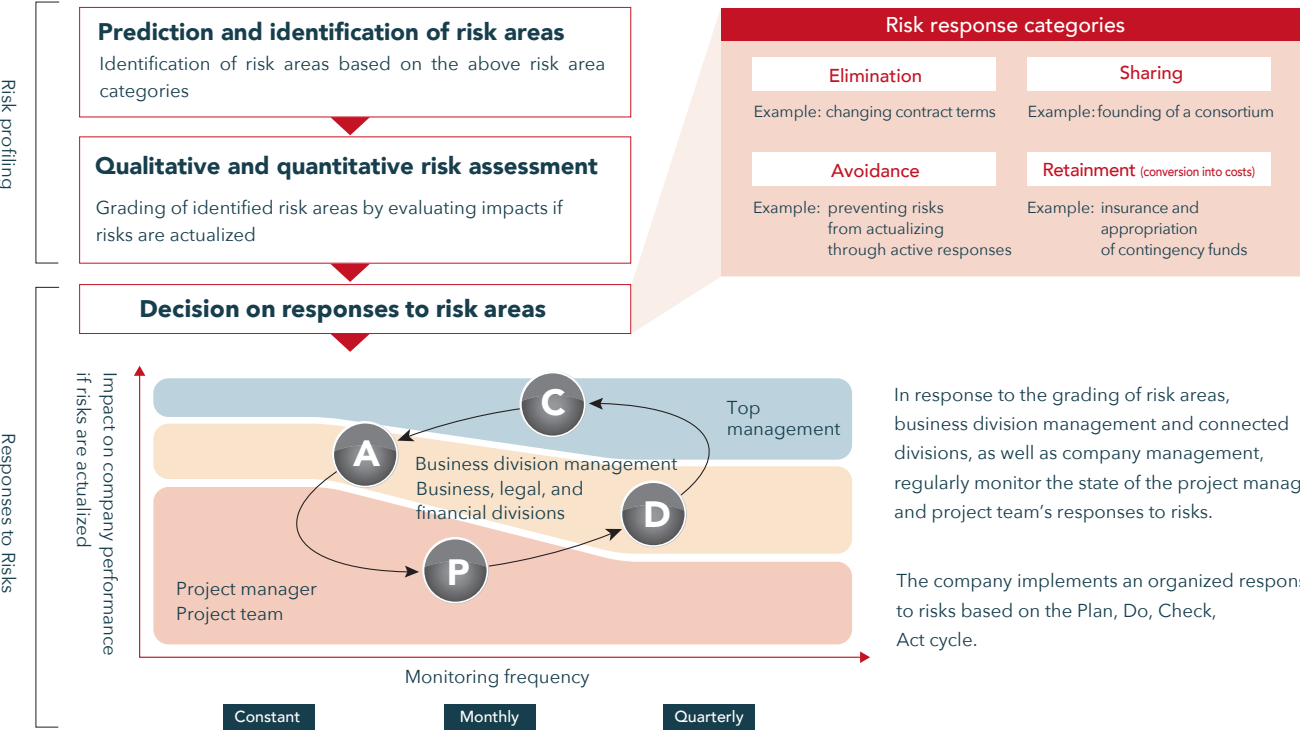 Risk profiling
Prediction and identification of risk areas
Identification of risk areas based on the above risk area
categories
Qualitative and quantitative risk assessment
Grading of identified risk areas by evaluating impacts if
risks are actualized
Risk response categories
Elimination
Example: changing contract terms
Sharing
Example: founding of a consortium
Avoidance
Example: preventing risks
from actualizing
through active responses
Retainment (conversion into costs)
Example: insurance and
appropriation
of contingency funds
Responses to Risks
Decision on responses to risk areas
Impact on company performance
if risks are actualized
C
Top
management
A
Business division management
Business, legal, and
financial divisions
D
P
Project manager
Project team
Monitoring frequency
Constant
Monthly
Quarterly
In response to the grading of risk areas,
business division management and connected
divisions, as well as company management,
regularly monitor the state of the project manag
and project team's responses to risks.
The company implements an organized respon
to risks based on the Plan, Do, Check,
Act cycle.